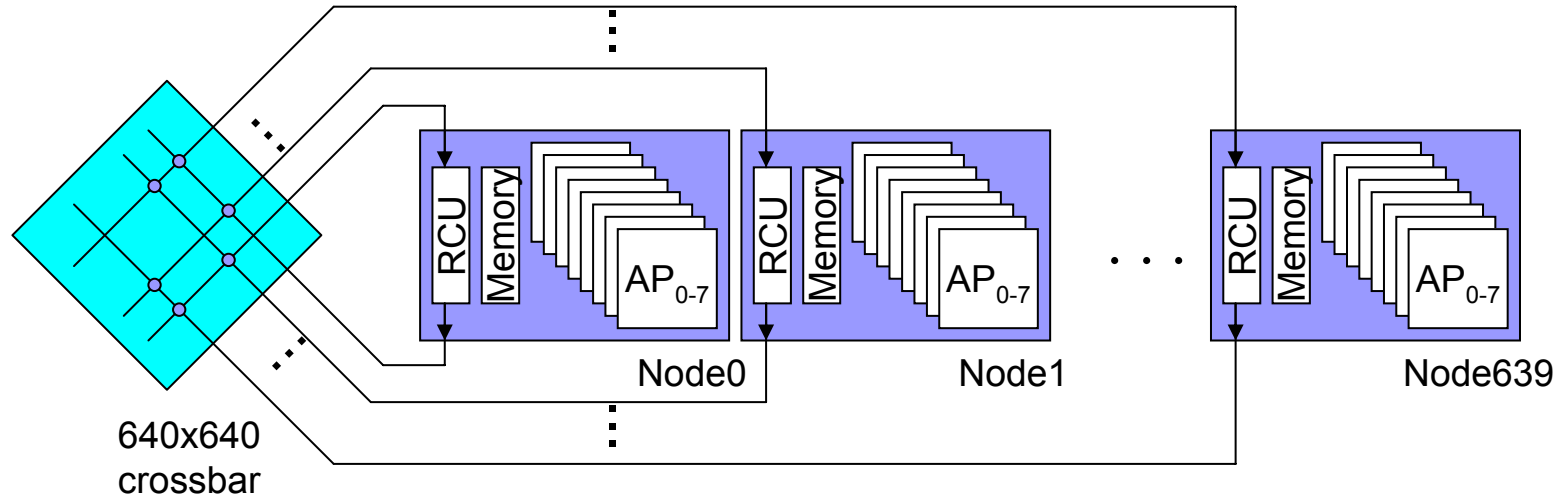 RCU
Memory
AP0-7
Node0
RCU
Memory
AP0-7
Node1
. . .
RCU
Memory
AP0-7
Node639
640x640
crossbar